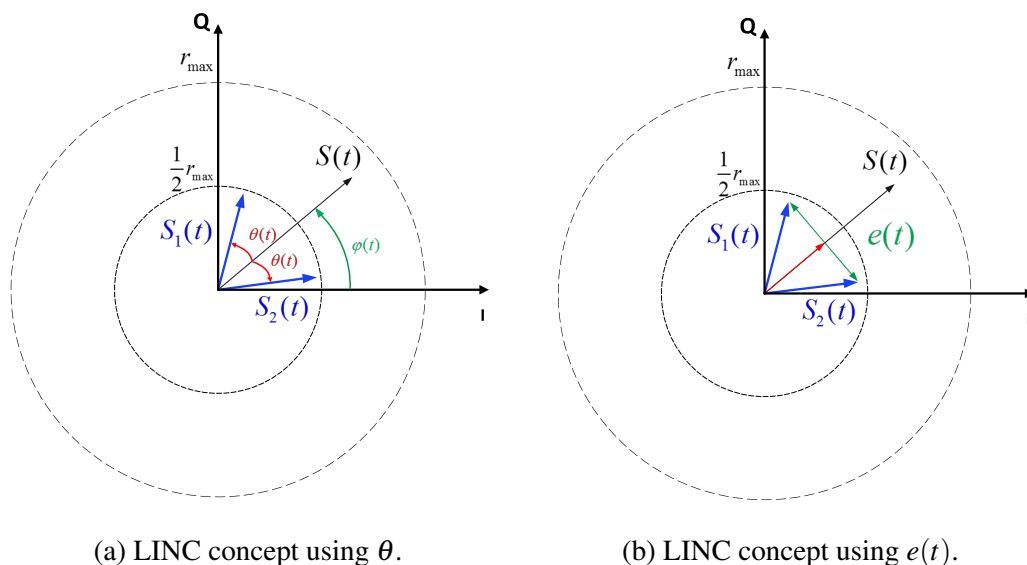 Q
r_max
1/2 r_max
S(t)
S_1(t)
θ(t)
θ(t)
φ(t)
S_2(t)
I
(a) LINC concept using θ.
Q
r_max
1/2 r_max
S(t)
S_1(t)
e(t)
S_2(t)
I
(b) LINC concept using e(t).